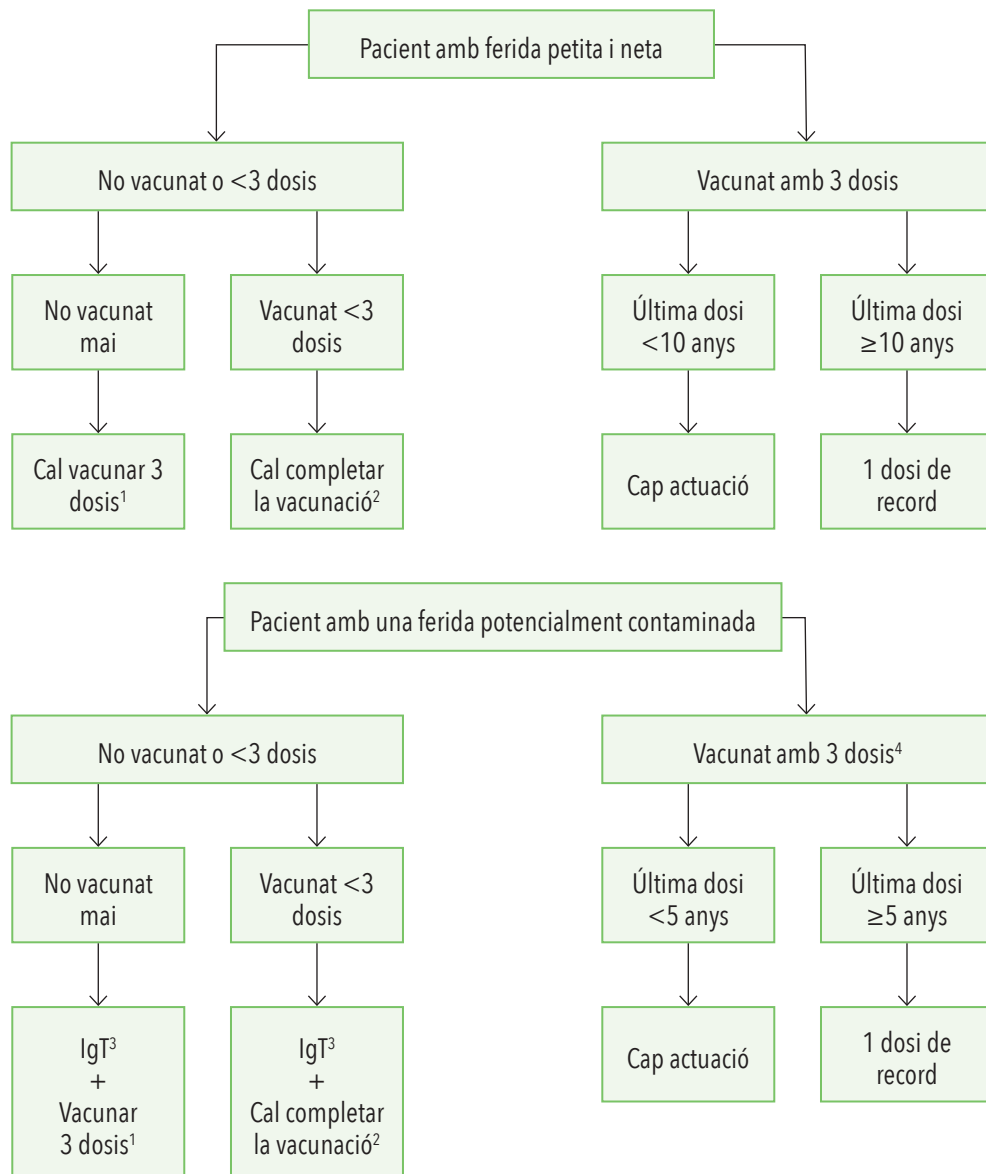 Pacient amb ferida petita i neta
No vacunat o <3 dosis
Vacunat amb 3 dosis
No vacunat
mai
Vacunat <3
dosis
Última dosi
<10 anys
Última dosi
≥10 anys
Cal vacunar 3
dosis¹
Cal completar
la vacunació²
Cap actuació
1 dosi de
record
Pacient amb una ferida potencialment contaminada
No vacunat o <3 dosis
Vacunat amb 3 dosis⁴
No vacunat
mai
Vacunat <3
dosis
Última dosi
<5 anys
Última dosi
≥5 anys
IgT³
+
Vacunar
3 dosis¹
IgT³
+
Cal completar
la vacunació²
Cap actuació
1 dosi de
record